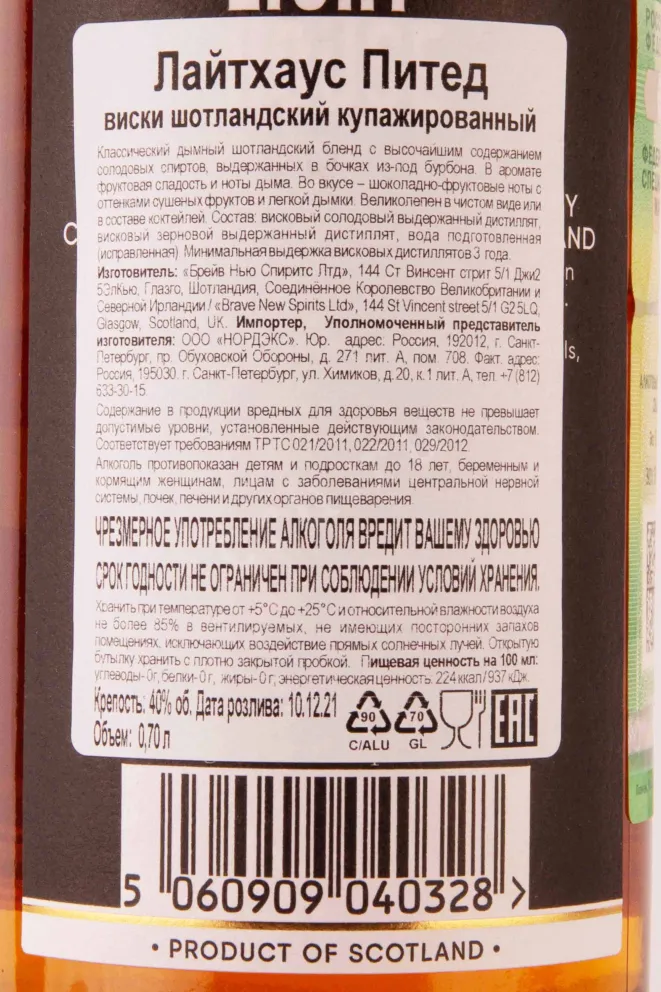 LIGHT
Лайтхаус Питед
виски шотландский купажированный
Классический дымный шотландский бленд с высочайшим содержанием
солодовых спиртов, выдержанных в бочках из-под бурбона. В аромате
фруктовая сладость и ноты дыма. Во вкусе – шоколадно-фруктовые ноты с
оттенками сушеных фруктов и легкой дымки. Великолепен в чистом виде или
в составе коктейлей. Состав: висковый солодовый выдержанный дистиллят,
висковый зерновой выдержанный дистиллят, вода подготовленная
(исправленная). Минимальная выдержка висковых дистиллятов 3 года.
Изготовитель: «Брейв Нью Спиритс Лтд», 144 Ст Винсент стрит 5/1 Джи2
5ЭлКью, Глазго, Шотландия, Соединённое Королевство Великобритании и
Северной Ирландии / «Brave New Spirits Ltd», 144 St Vincent street 5/1 G2 5LQ,
Glasgow, Scotland, UK. Импортер, Уполномоченный представитель
изготовителя: ООО «НОРДЭКС». Юр. адрес: Россия, 192012, г. Санкт-
Петербург, пр. Обуховской Обороны, д. 271 лит. А, пом. 708. Факт. адрес:
Россия, 195030. г. Санкт-Петербург, ул. Химиков, д. 20, к.1 лит. А, тел. +7 (812)
633-30-15
Содержание в продукции вредных для здоровья веществ не превышает
допустимые уровни, установленные действующим законодательством.
Соответствует требованиям ТР ТС 021/2011, 022/2011, 029/2012
Алкоголь противопоказан детям и подросткам до 18 лет, беременным и
кормящим женщинам, лицам с заболеваниями центральной нервной
системы, почек, печени и других органов пищеварения
ЧРЕЗМЕРНОЕ УПОТРЕБЛЕНИЕ АЛКОГОЛЯ ВРЕДИТ ВАШЕМУ ЗДОРОВЬЮ
СРОК ГОДНОСТИ НЕ ОГРАНИЧЕН ПРИ СОБЛЮДЕНИИ УСЛОВИЙ ХРАНЕНИЯ.
Хранить при температуре от +5°С до +25°С и относительной влажности воздуха
не более 85% в вентилируемых, не имеющих посторонних запахов
помещениях, исключающих воздействие прямых солнечных лучей. Открытую
бутылку хранить с плотно закрытой пробкой. Пищевая ценность на 100 мл:
углеводы- 0г, белки- 0 г, жиры- 0 г, энергетическая ценность: 224 ккал / 937 кДж.
Крепость: 40% об. Дата розлива: 10.12.21
Объем: 0,70 л
90
C/ALU
70
GL
EAC
5 060909 040328 >
• PRODUCT OF SCOTLAND •